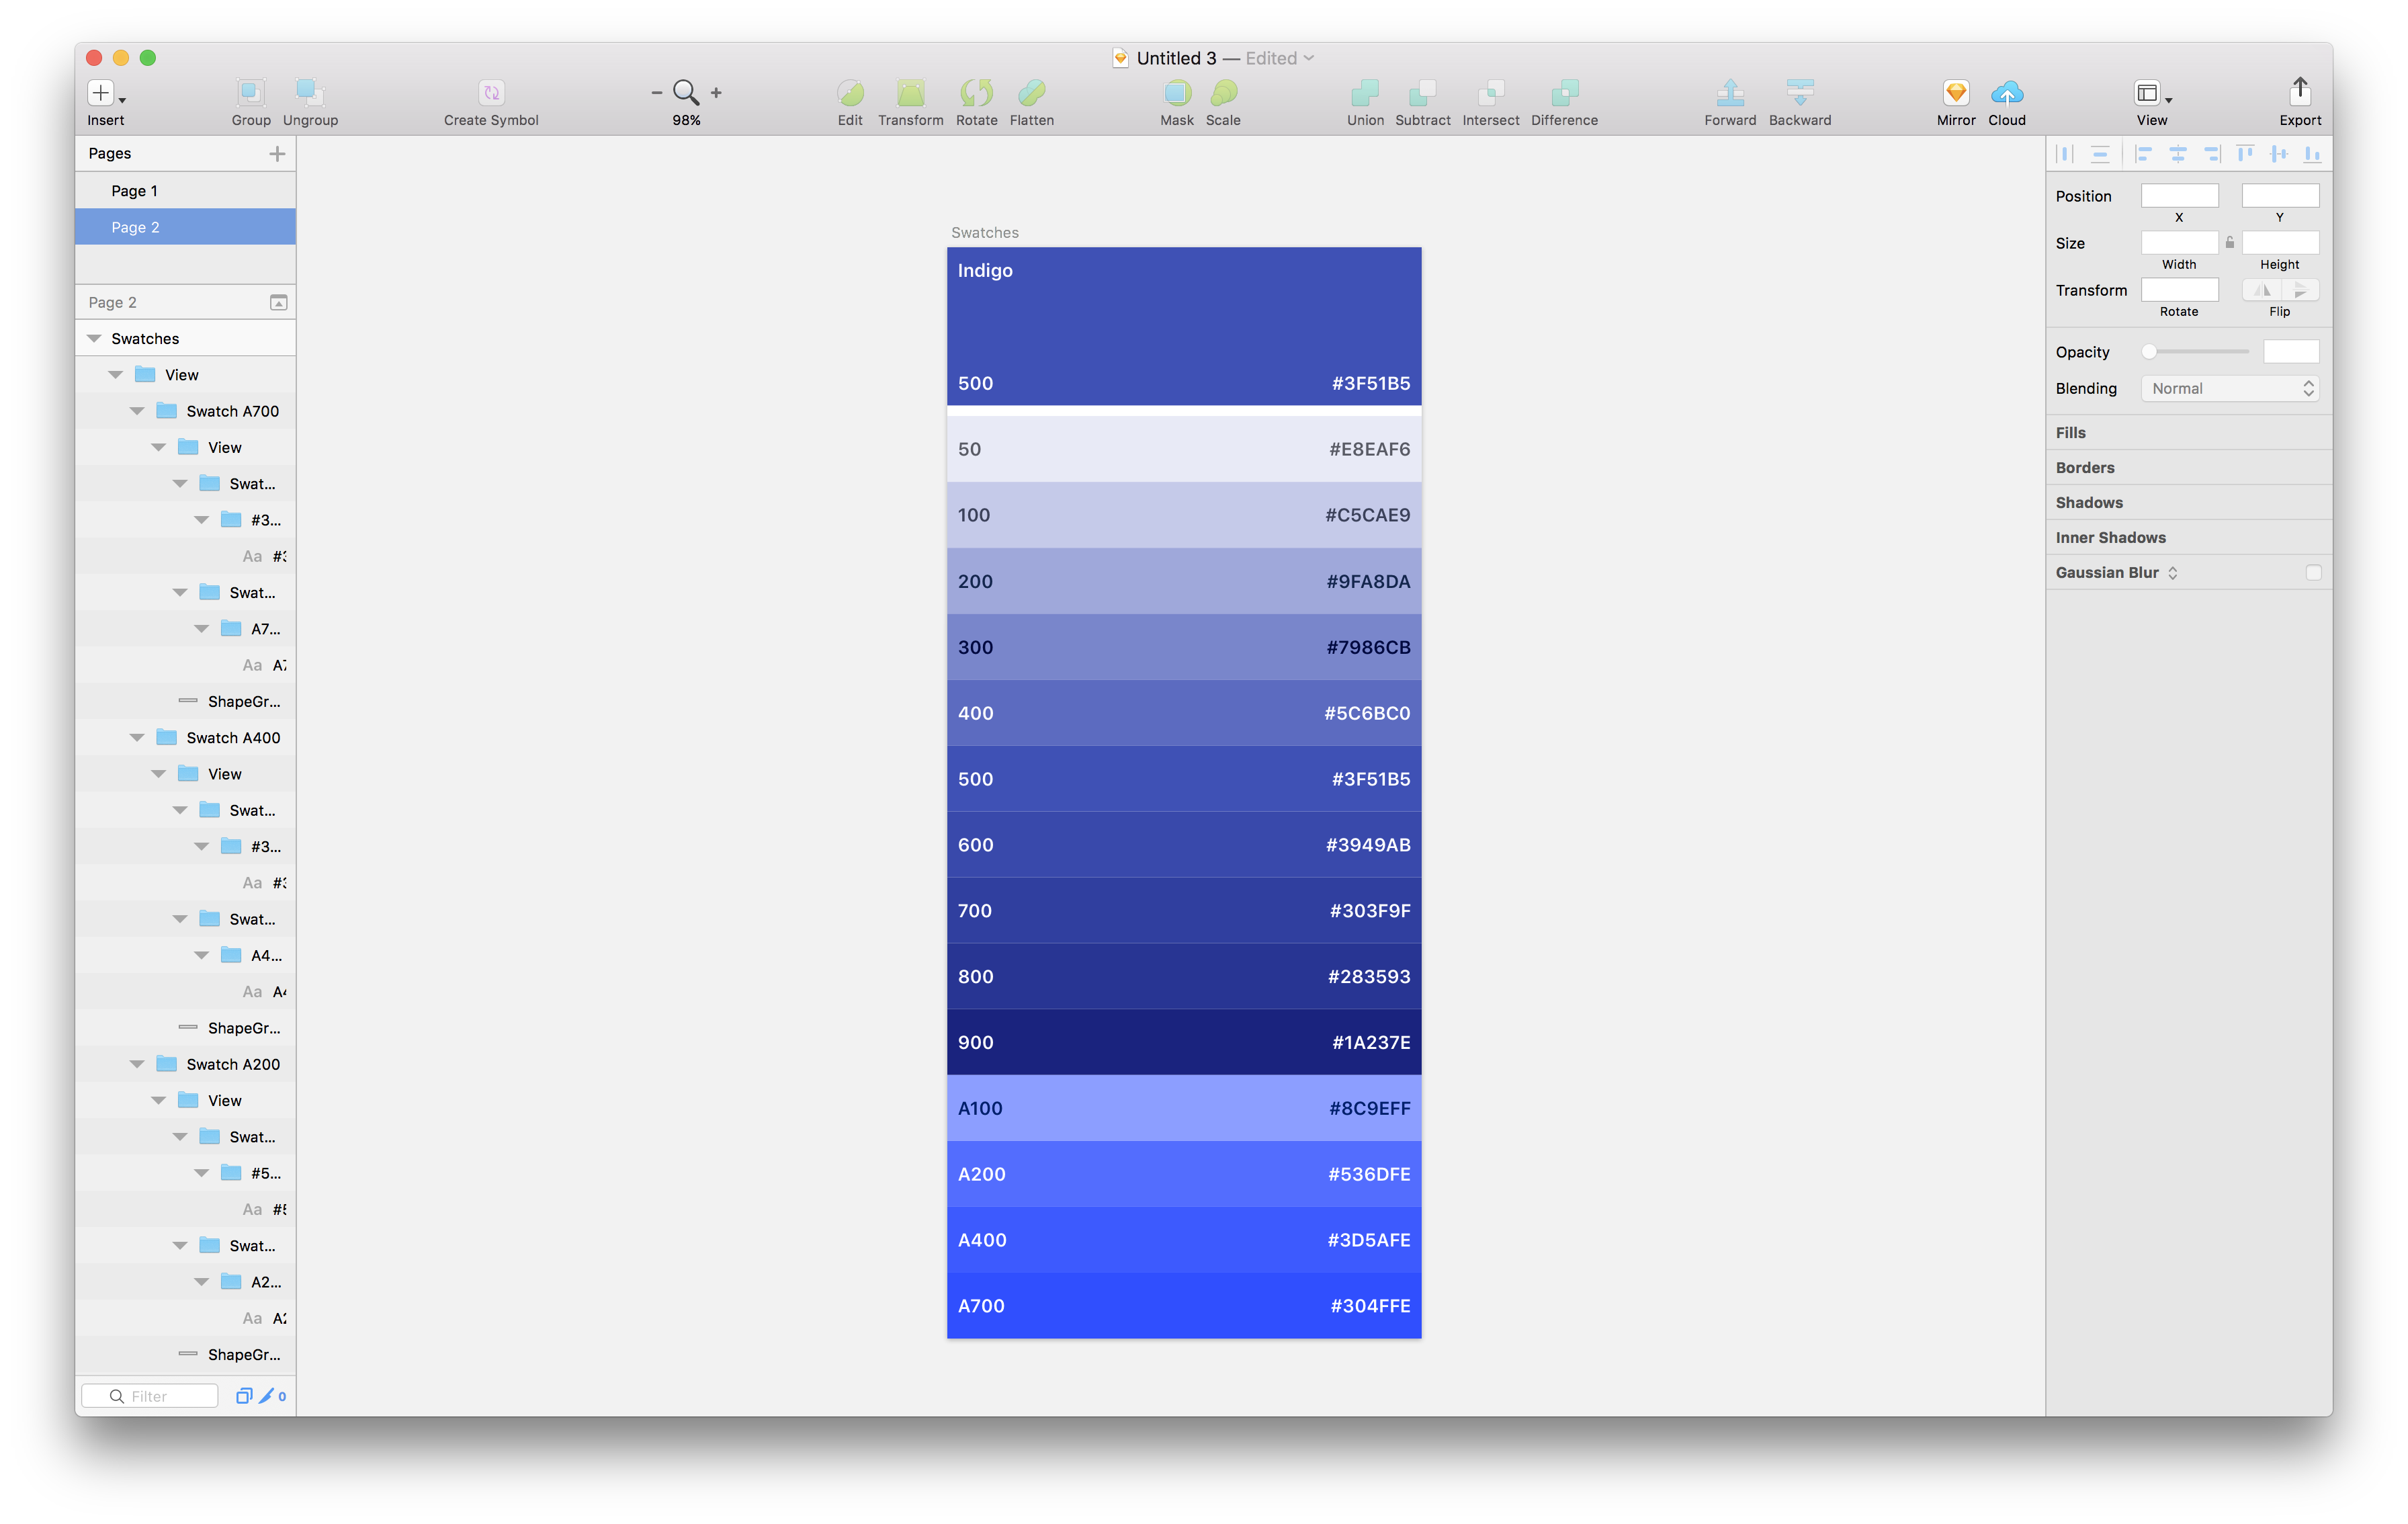 Untitled 3 — Edited
Insert
Group
Ungroup
Create Symbol
98%
Edit
Transform
Rotate
Flatten
Mask
Scale
Union
Subtract
Intersect
Difference
Forward
Backward
Mirror
Cloud
View
Export
Pages
Page 1
Page 2
Page 2
Swatches
View
Swatch A700
View
Swat...
#3...
Aa #3
Swat...
A7...
Aa A7
ShapeGr...
Swatch A400
View
Swat...
#3...
Aa #3
Swat...
A4...
Aa A4
ShapeGr...
Swatch A200
View
Swat...
#5...
Aa #5
Swat...
A2...
Aa A2
ShapeGr...
Filter
0
Swatches
Indigo
500 #3F51B5
50 #E8EAF6
100 #C5CAE9
200 #9FA8DA
300 #7986CB
400 #5C6BC0
500 #3F51B5
600 #3949AB
700 #303F9F
800 #283593
900 #1A237E
A100 #8C9EFF
A200 #536DFE
A400 #3D5AFE
A700 #304FFE
Position
X Y
Size
Width Height
Transform
Rotate Flip
Opacity
Blending Normal
Fills
Borders
Shadows
Inner Shadows
Gaussian Blur